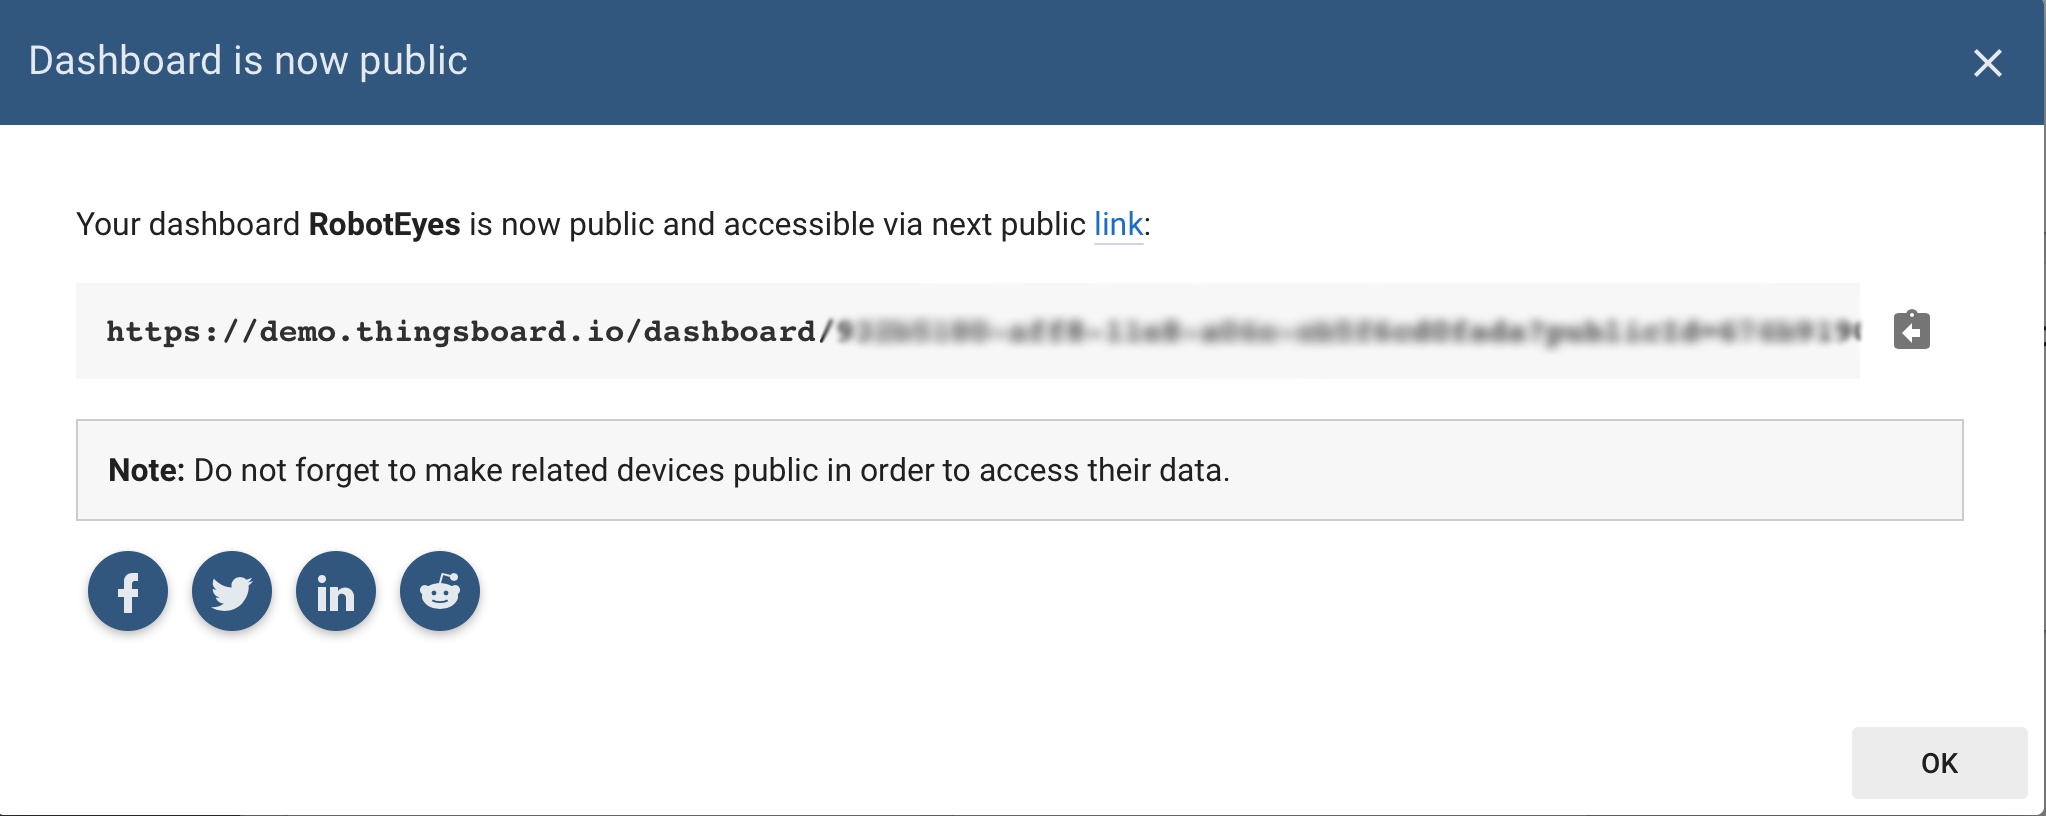 Dashboard is now public
Your dashboard RobotEyes is now public and accessible via next public link:
https://demo.thingsboard.io/dashboard/
Note: Do not forget to make related devices public in order to access their data.
OK